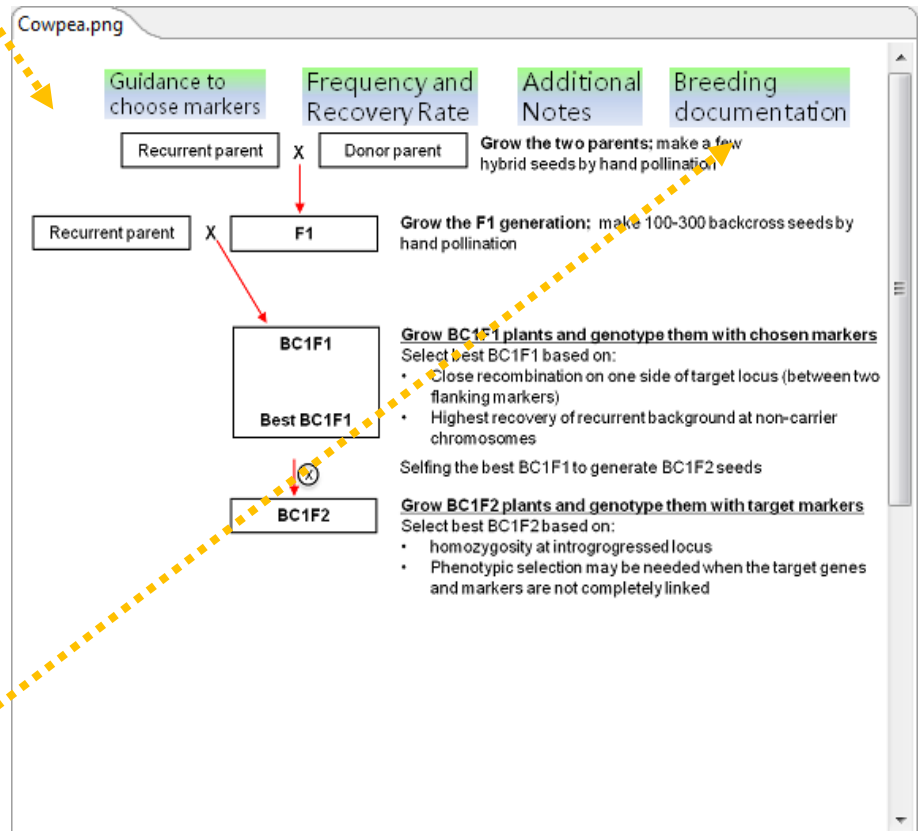 Cowpea.png
Guidance to choose markers
Frequency and Recovery Rate
Additional Notes
Breeding documentation
Recurrent parent X Donor parent
Grow the two parents; make a few
hybrid seeds by hand pollination
Recurrent parent X F1
Grow the F1 generation; make 100-300 backcross seeds by
hand pollination
BC1F1
Best BC1F1
Grow BC1F1 plants and genotype them with chosen markers
Select best BC1F1 based on:
• Close recombination on one side of target locus (between two
flanking markers)
• Highest recovery of recurrent background at non-carrier
chromosomes
X
Selfing the best BC1F1 to generate BC1F2 seeds
BC1F2
Grow BC1F2 plants and genotype them with target markers
Select best BC1F2 based on:
• homozygosity at introgrogressed locus
• Phenotypic selection may be needed when the target genes
and markers are not completely linked